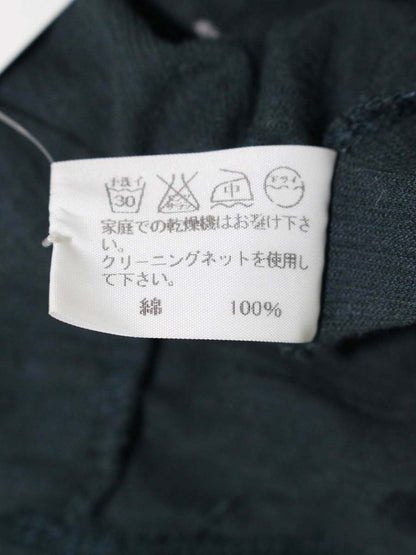 手洗イ 30 中 ドライ
家庭での乾燥機はお避け下さ
い。
クリーニングネットを使用し
て下さい。
綿 100%